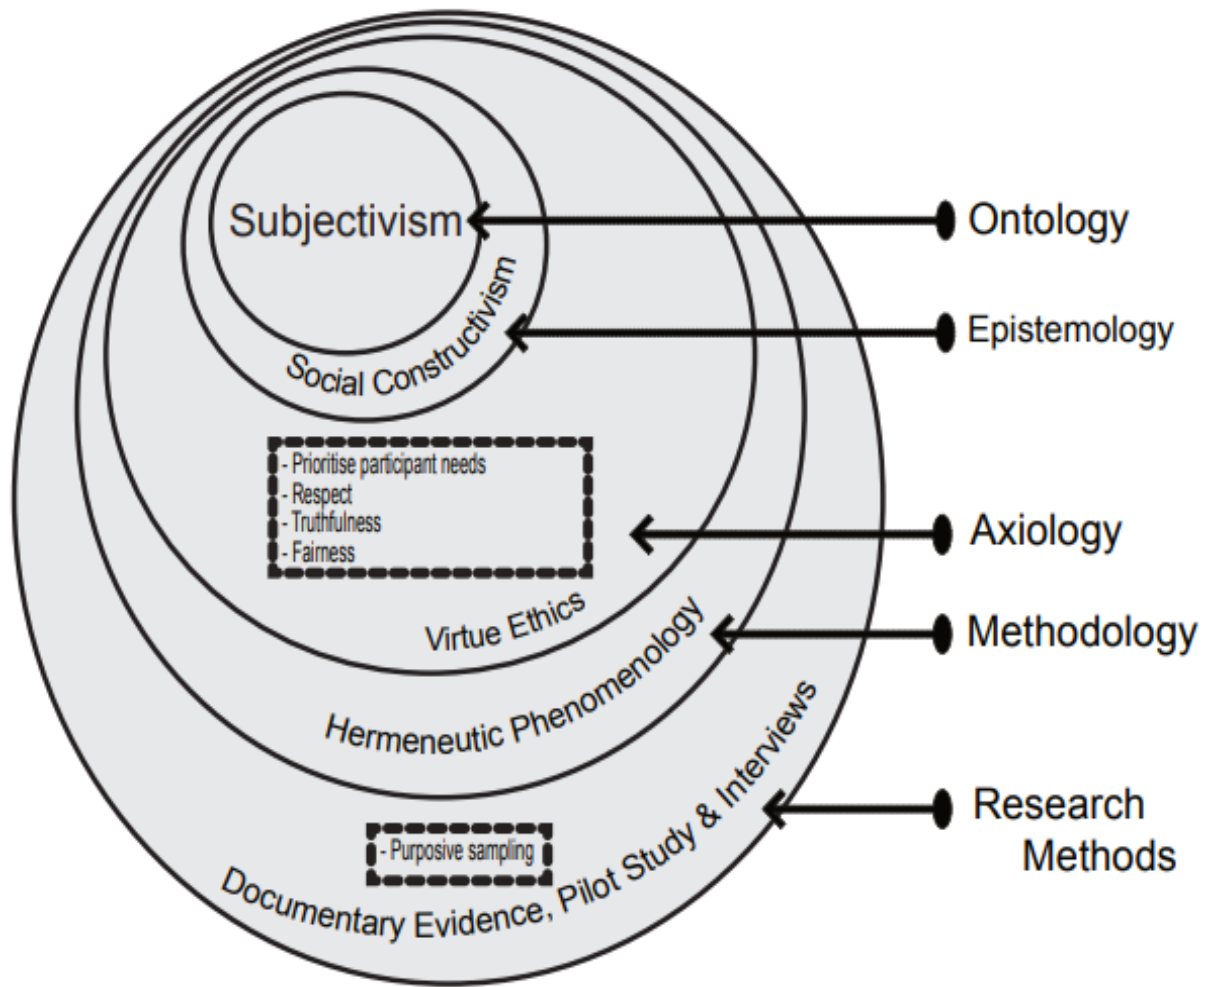 Subjectivism
Ontology
Social Constructivism
Epistemology
- Prioritise participant needs
- Respect
- Truthfulness
- Fairness
Axiology
Virtue Ethics
Methodology
Hermeneutic Phenomenology
Research
Methods
- Purposive sampling
Documentary Evidence, Pilot Study & Interviews